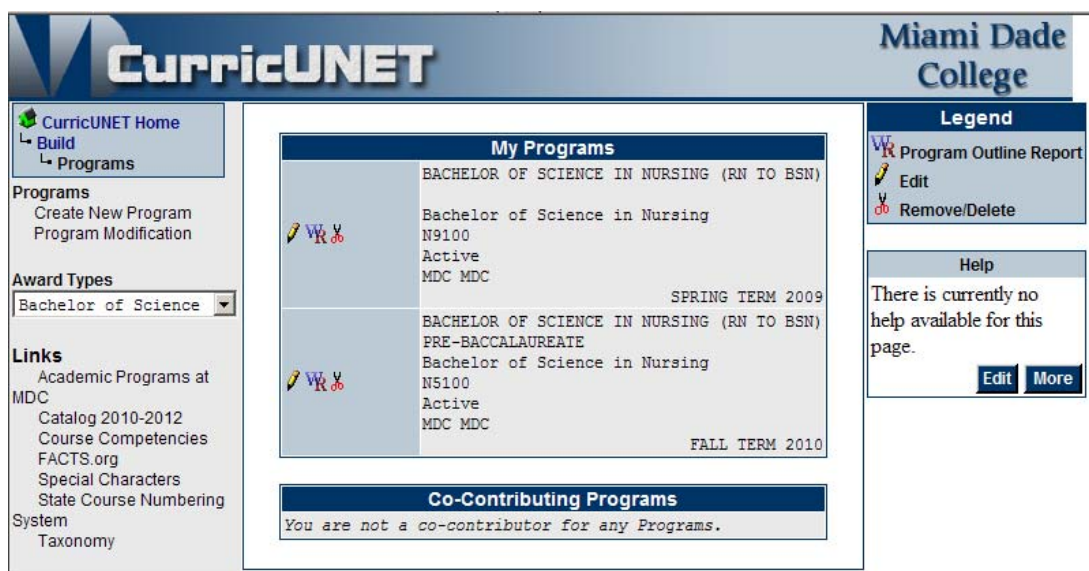 CurricUNET
Miami Dade
College
CurricUNET Home
Build
Programs
Programs
Create New Program
Program Modification
Award Types
Bachelor of Science
Links
Academic Programs at
MDC
Catalog 2010-2012
Course Competencies
FACTS.org
Special Characters
State Course Numbering
System
Taxonomy
My Programs
WR
BACHELOR OF SCIENCE IN NURSING (RN TO BSN)
Bachelor of Science in Nursing
N9100
Active
MDC MDC
SPRING TERM 2009
WR
BACHELOR OF SCIENCE IN NURSING (RN TO BSN)
PRE-BACCALAUREATE
Bachelor of Science in Nursing
N5100
Active
MDC MDC
FALL TERM 2010
Co-Contributing Programs
You are not a co-contributor for any Programs.
Legend
WR Program Outline Report
Edit
Remove/Delete
Help
There is currently no
help available for this
page.
Edit More